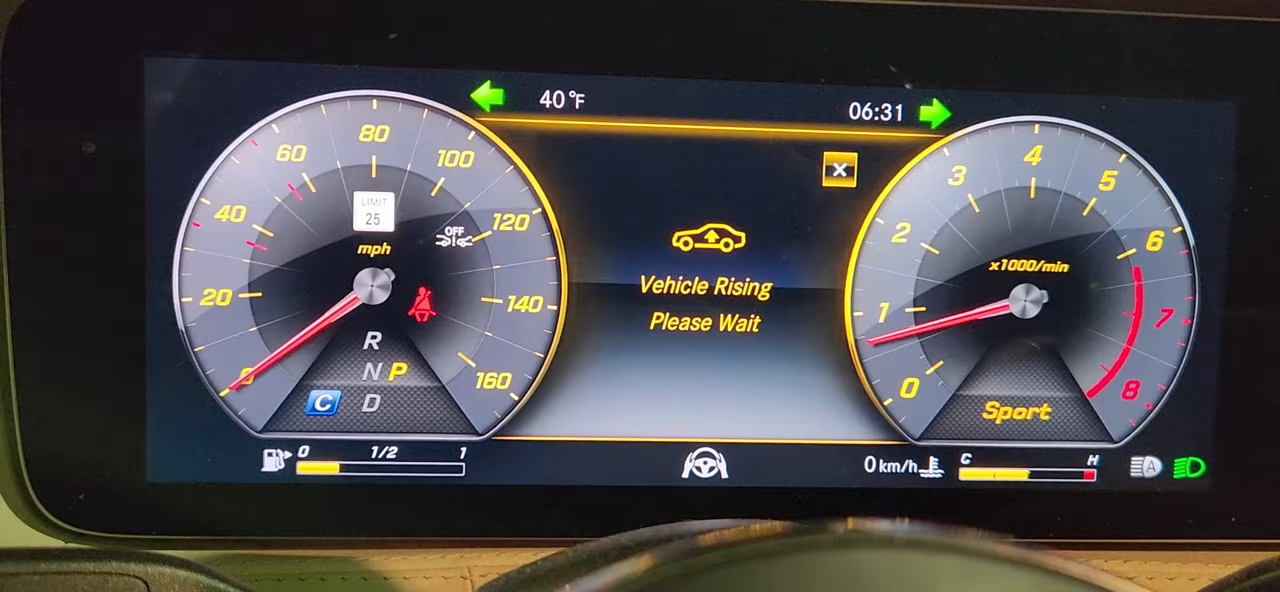 40°F
06:31
20
40
60
80
100
120
140
160
0
LIMIT
25
mph
OFF
R
N P
D
C
Vehicle Rising
Please Wait
0
1
2
3
4
5
6
7
8
x1000/min
Sport
0 1/2 1
0 km/h
C H
A